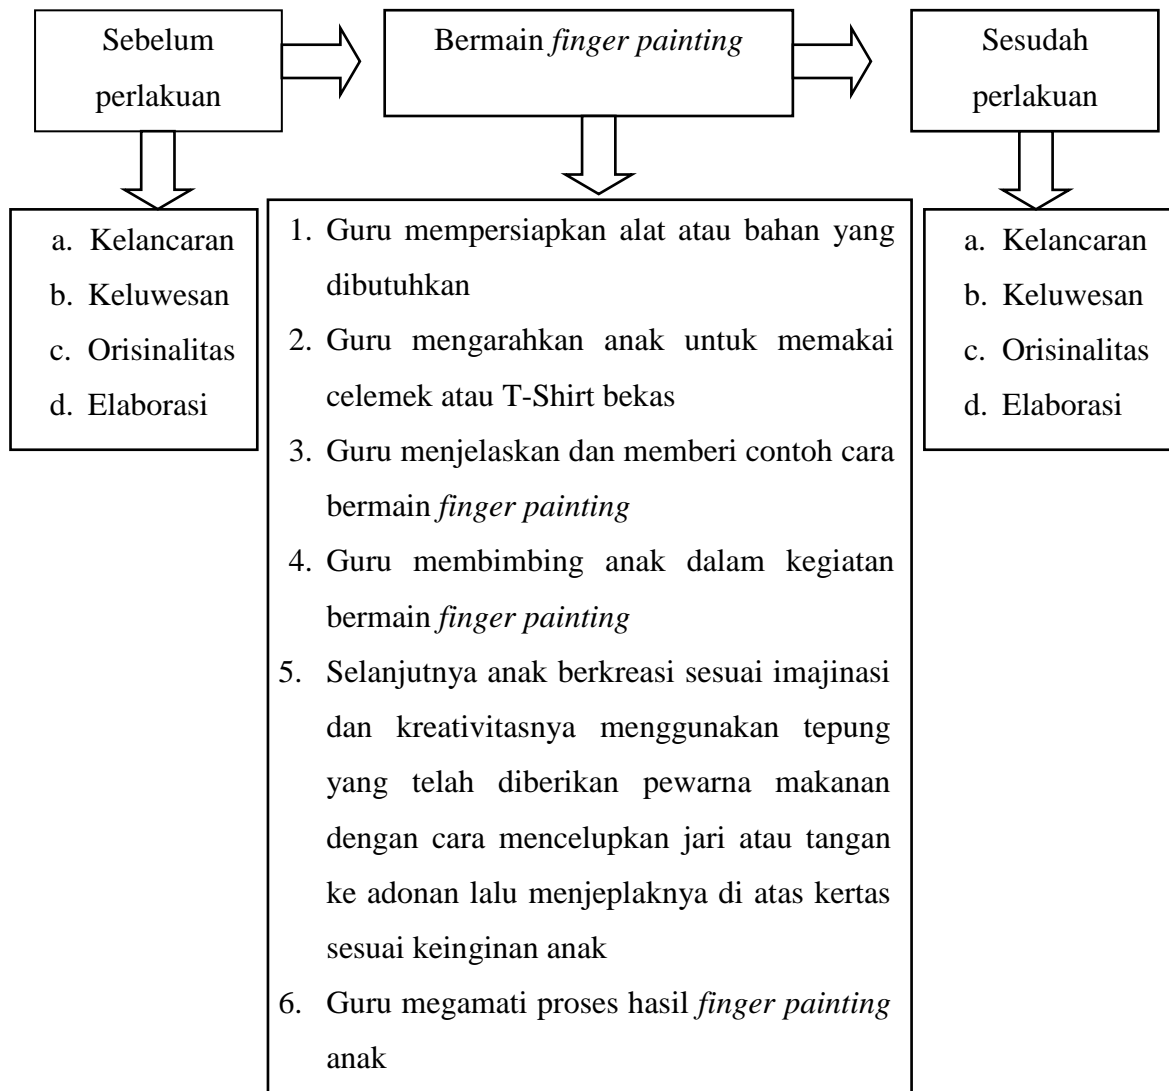 Sebelum
perlakuan
Bermain finger painting
Sesudah
perlakuan
a. Kelancaran
b. Keluwesan
c. Orisinalitas
d. Elaborasi
1. Guru mempersiapkan alat atau bahan yang
dibutuhkan
2. Guru mengarahkan anak untuk memakai
celemek atau T-Shirt bekas
3. Guru menjelaskan dan memberi contoh cara
bermain finger painting
4. Guru membimbing anak dalam kegiatan
bermain finger painting
5. Selanjutnya anak berkreasi sesuai imajinasi
dan kreativitasnya menggunakan tepung
yang telah diberikan pewarna makanan
dengan cara mencelupkan jari atau tangan
ke adonan lalu menjeplaknya di atas kertas
sesuai keinginan anak
6. Guru megamati proses hasil finger painting
anak
a. Kelancaran
b. Keluwesan
c. Orisinalitas
d. Elaborasi